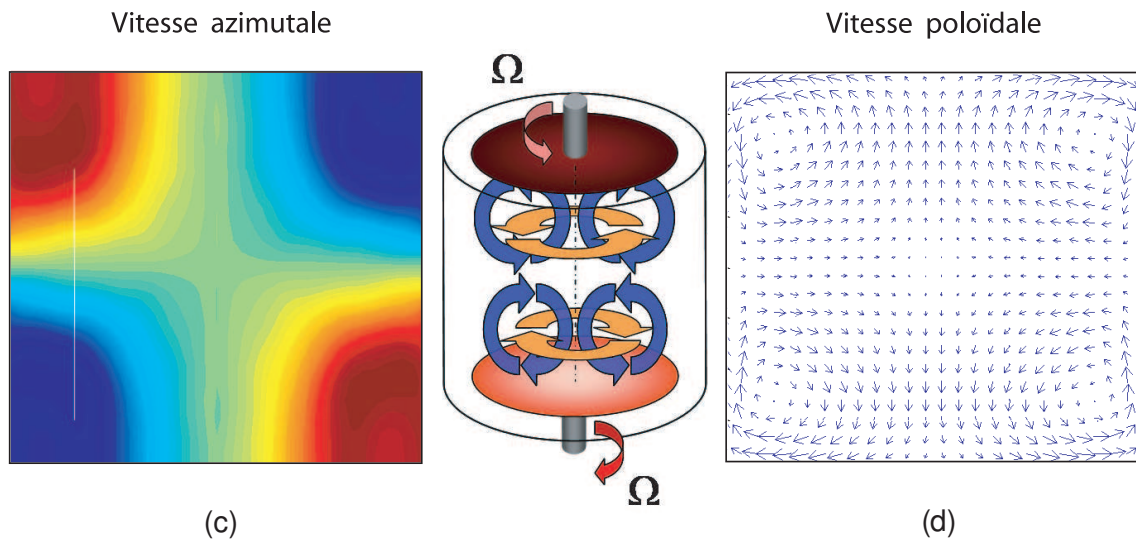 Vitesse azimutale
Vitesse poloïdale
Ω
Ω
(c)
(d)